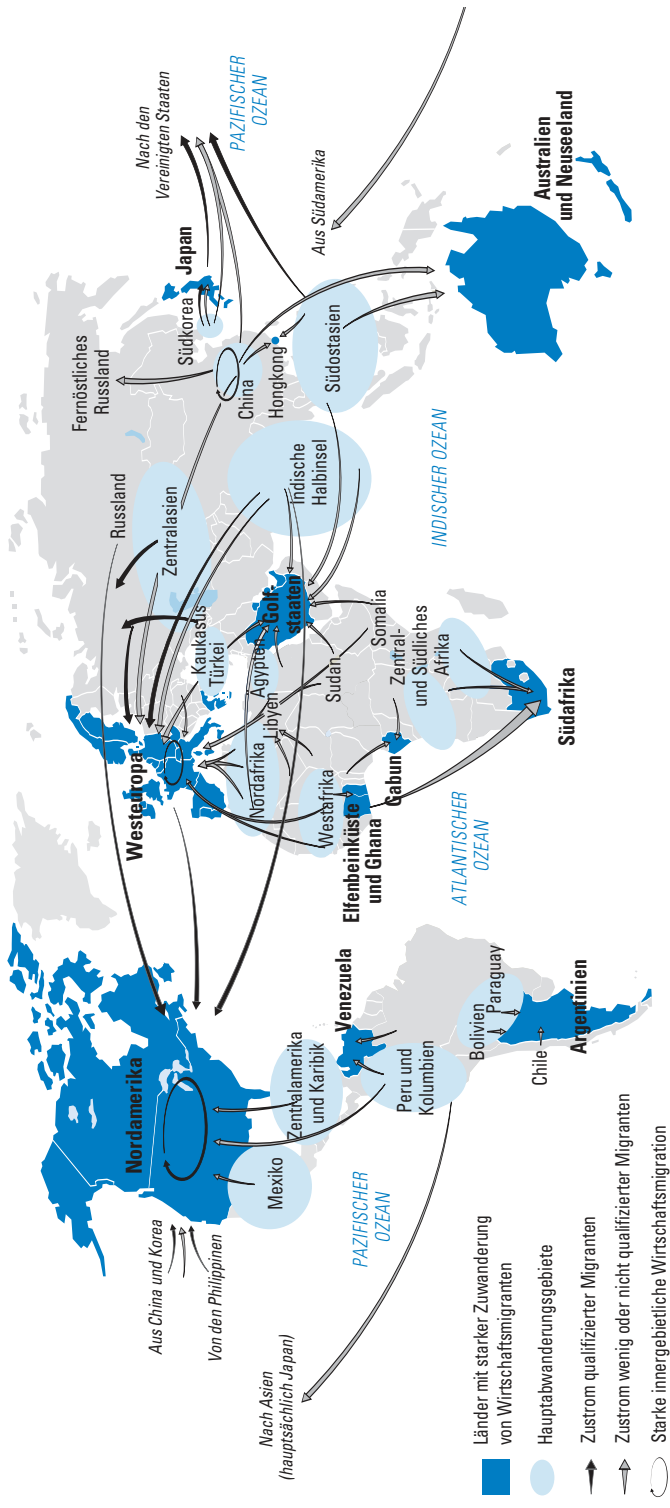 Nordamerika
Aus China und Korea
Von den Philippinen
Mexiko
Zentralamerika
und Karibik
Venezuela
Peru und
Kolumbien
Bolivien
Paraguay
Chile
Argentinien
PAZIFISCHER
OZEAN
Nach Asien
(hauptsächlich Japan)
ATLANTISCHER
OZEAN
Westeuropa
Nordafrika
Libyen
Ägypten
Westafrika
Elfenbeinküste
und Ghana
Gabun
Sudan
Somalia
Zentral-
und Südliches
Afrika
Südafrika
Kaukasus
Türkei
Golf-
staaten
Russland
Zentralasien
Indische
Halbinsel
INDISCHER OZEAN
Fernöstliches
Russland
China
Hongkong
Südkorea
Japan
Südostasien
Nach den
Vereinigten Staaten
PAZIFISCHER
OZEAN
Aus Südamerika
Australien
und Neuseeland
Länder mit starker Zuwanderung
von Wirtschaftsmigranten
Hauptabwanderungsgebiete
Zustrom qualifizierter Migranten
Zustrom wenig oder nicht qualifizierter Migranten
Starke innergebietliche Wirtschaftsmigration